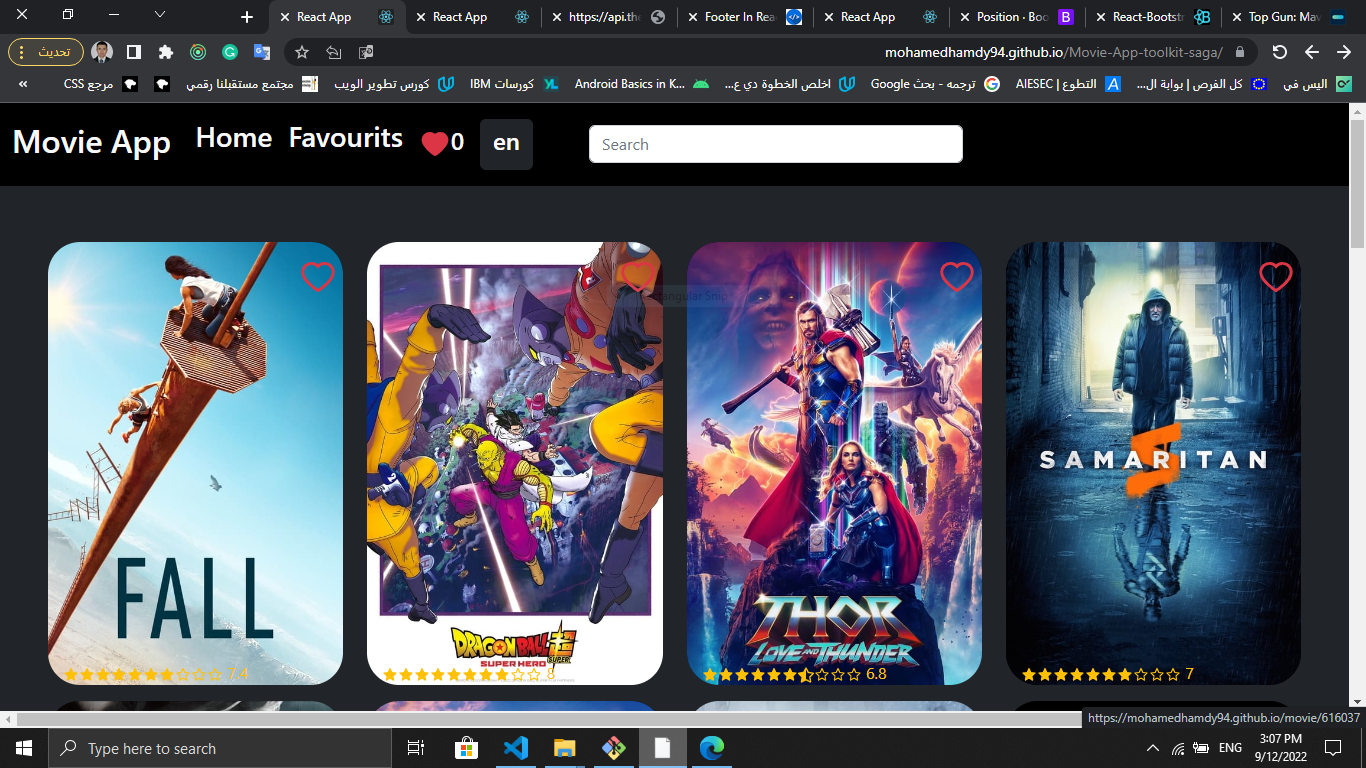 React App
React App
https://api.the
Footer In Rea
React App
Position · Boo
React-Bootstr
Top Gun: Mav
تحديث
mohamedhamdy94.github.io/Movie-App-toolkit-saga/
«
مرجع CSS
مجتمع مستقبلنا رقمي
كورس تطوير الويب
كورسات IBM
Android Basics in K...
اخلص الخطوة دي ع...
ترجمه - بحث Google
التطوع | AIESEC
كل الفرص | بوابة ال...
اليس في
Movie App
Home
Favourits
0
en
Search
Rectangular Snip
FALL
7.4
DRAGONBALL SUPER
SUPER HERO
8
THOR
LOVE AND THUNDER
6.8
SAMARITAN
7
https://mohamedhamdy94.github.io/movie/616037
Type here to search
ENG
3:07 PM
9/12/2022